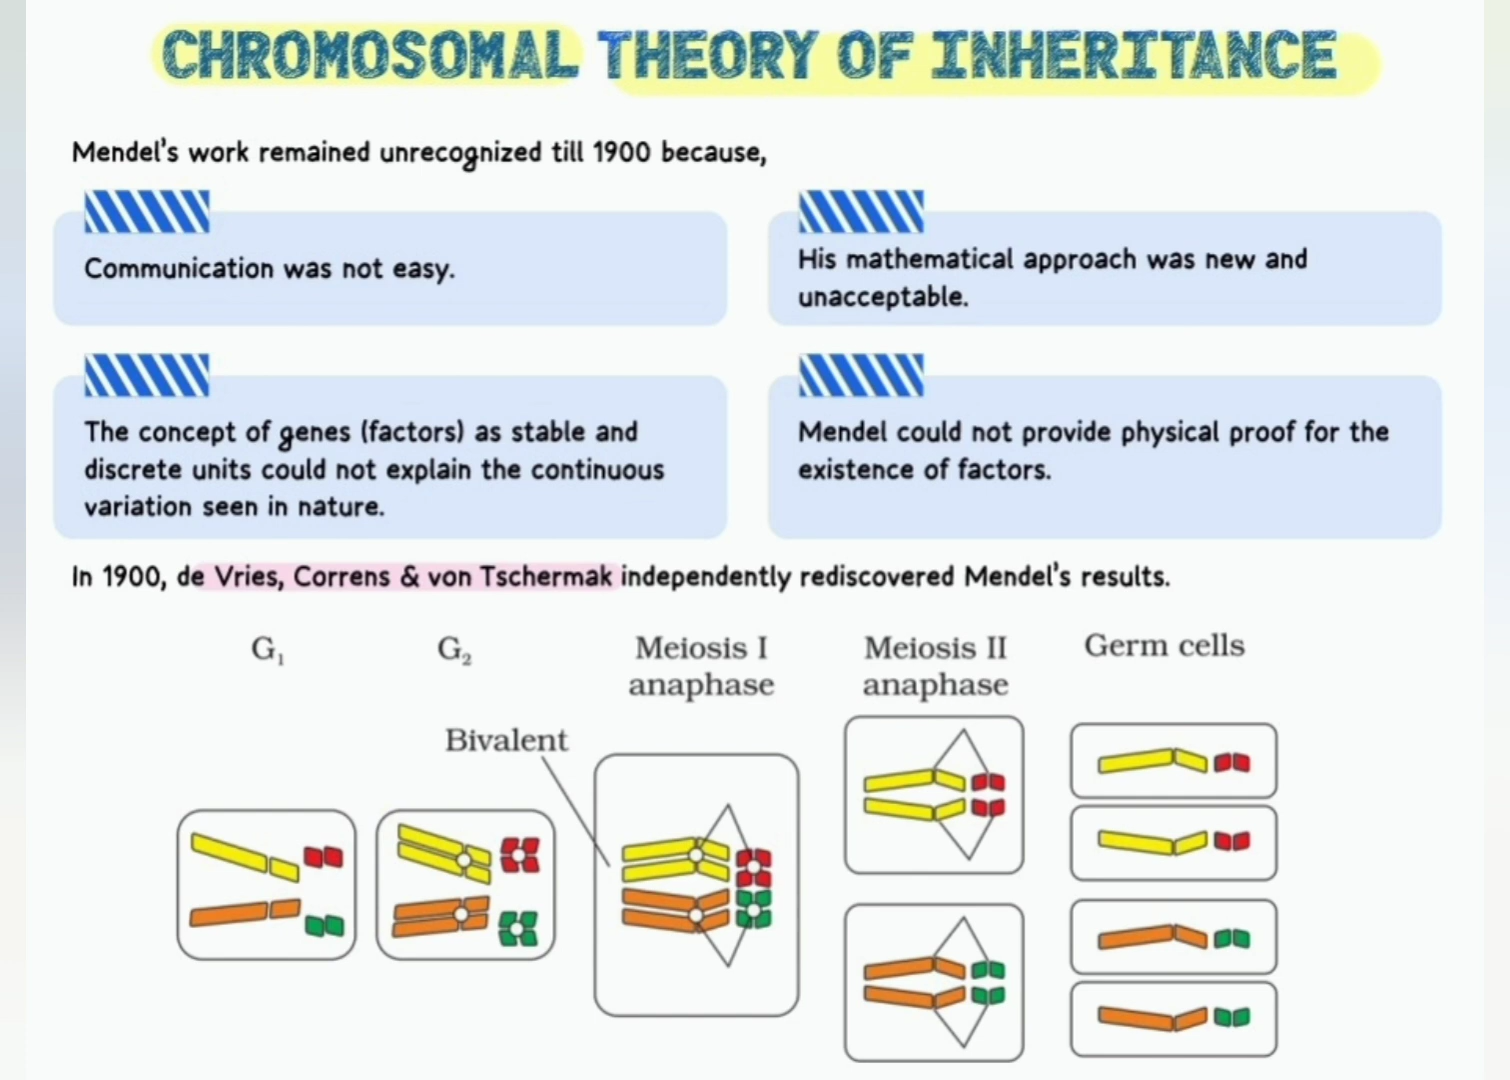 CHROMOSOMAL THEORY OF INHERITANCE
Mendel's work remained unrecognized till 1900 because,
Communication was not easy.
His mathematical approach was new and
unacceptable.
The concept of genes (factors) as stable and
discrete units could not explain the continuous
variation seen in nature.
Mendel could not provide physical proof for the
existence of factors.
In 1900, de Vries, Correns & von Tschermak independently rediscovered Mendel's results.
G₁
G₂
Meiosis I
anaphase
Meiosis II
anaphase
Germ cells
Bivalent